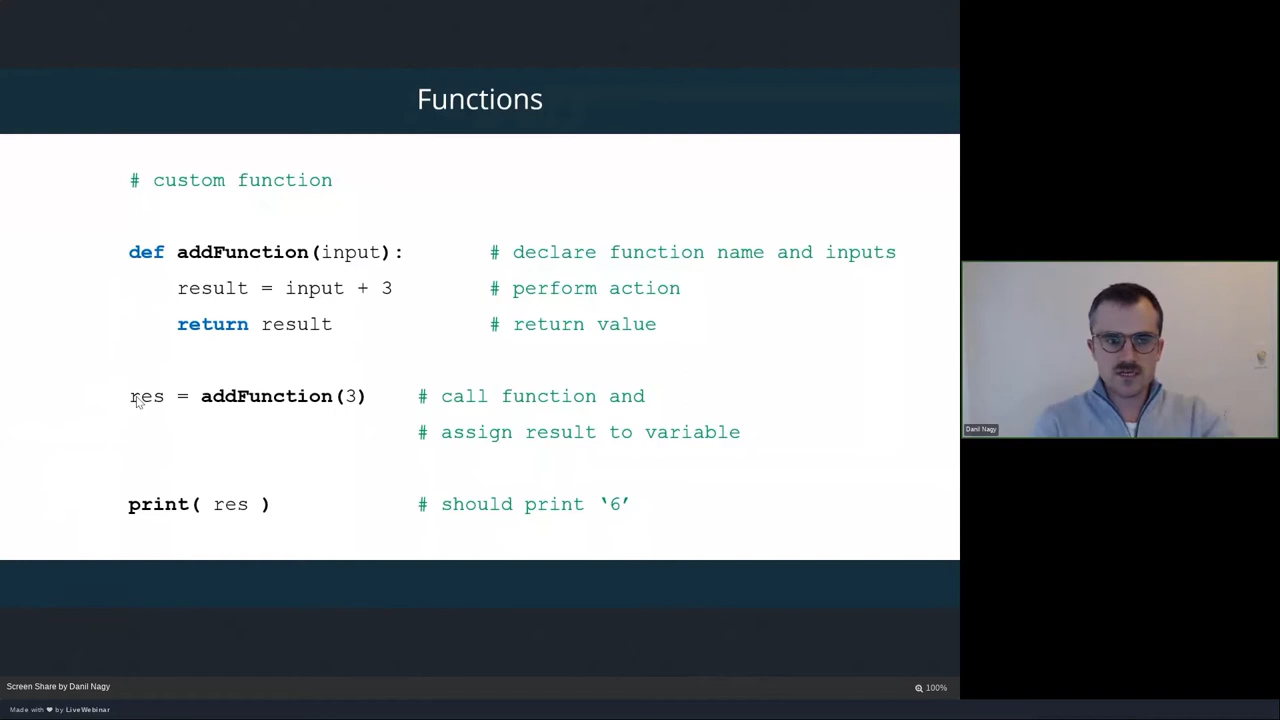 Functions
# custom function
def addFunction(input): # declare function name and inputs
result = input + 3 # perform action
return result # return value
res = addFunction(3) # call function and
# assign result to variable
print( res ) # should print ‘6’
Danil Nagy
Screen Share by Danil Nagy
100%
Made with ❤ by LiveWebinar